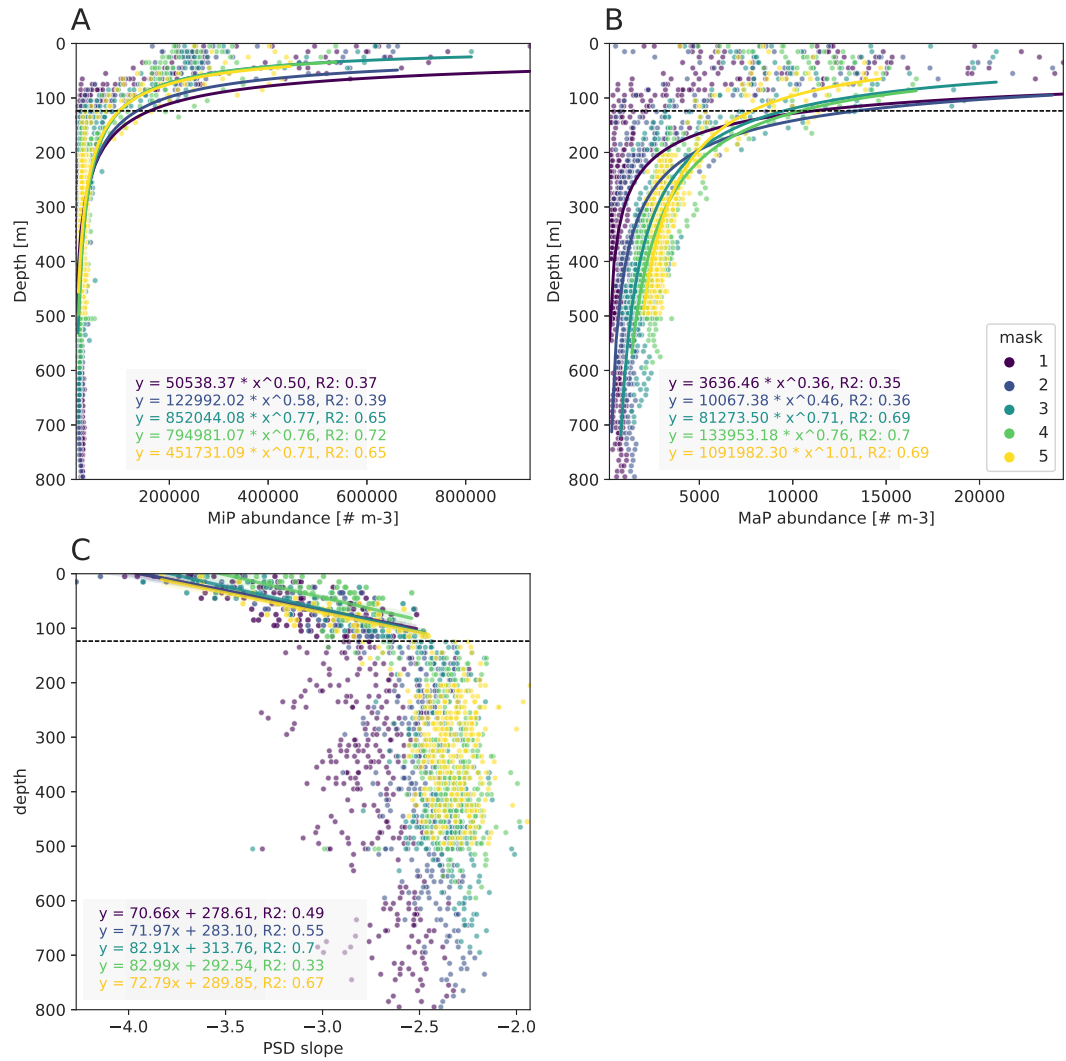 A
0
100
200
300
400
500
600
700
800
Depth [m]
y = 50538.37 * x^0.50, R2: 0.37
y = 122992.02 * x^0.58, R2: 0.39
y = 852044.08 * x^0.77, R2: 0.65
y = 794981.07 * x^0.76, R2: 0.72
y = 451731.09 * x^0.71, R2: 0.65
200000 400000 600000 800000
MiP abundance [# m-3]
B
0
100
200
300
400
500
600
700
800
Depth [m]
mask
1
2
3
4
5
y = 3636.46 * x^0.36, R2: 0.35
y = 10067.38 * x^0.46, R2: 0.36
y = 81273.50 * x^0.71, R2: 0.69
y = 133953.18 * x^0.76, R2: 0.7
y = 1091982.30 * x^1.01, R2: 0.69
5000 10000 15000 20000
MaP abundance [# m-3]
C
0
100
200
300
400
500
600
700
800
depth
y = 70.66x + 278.61, R2: 0.49
y = 71.97x + 283.10, R2: 0.55
y = 82.91x + 313.76, R2: 0.7
y = 82.99x + 292.54, R2: 0.33
y = 72.79x + 289.85, R2: 0.67
−4.0 −3.5 −3.0 −2.5 −2.0
PSD slope